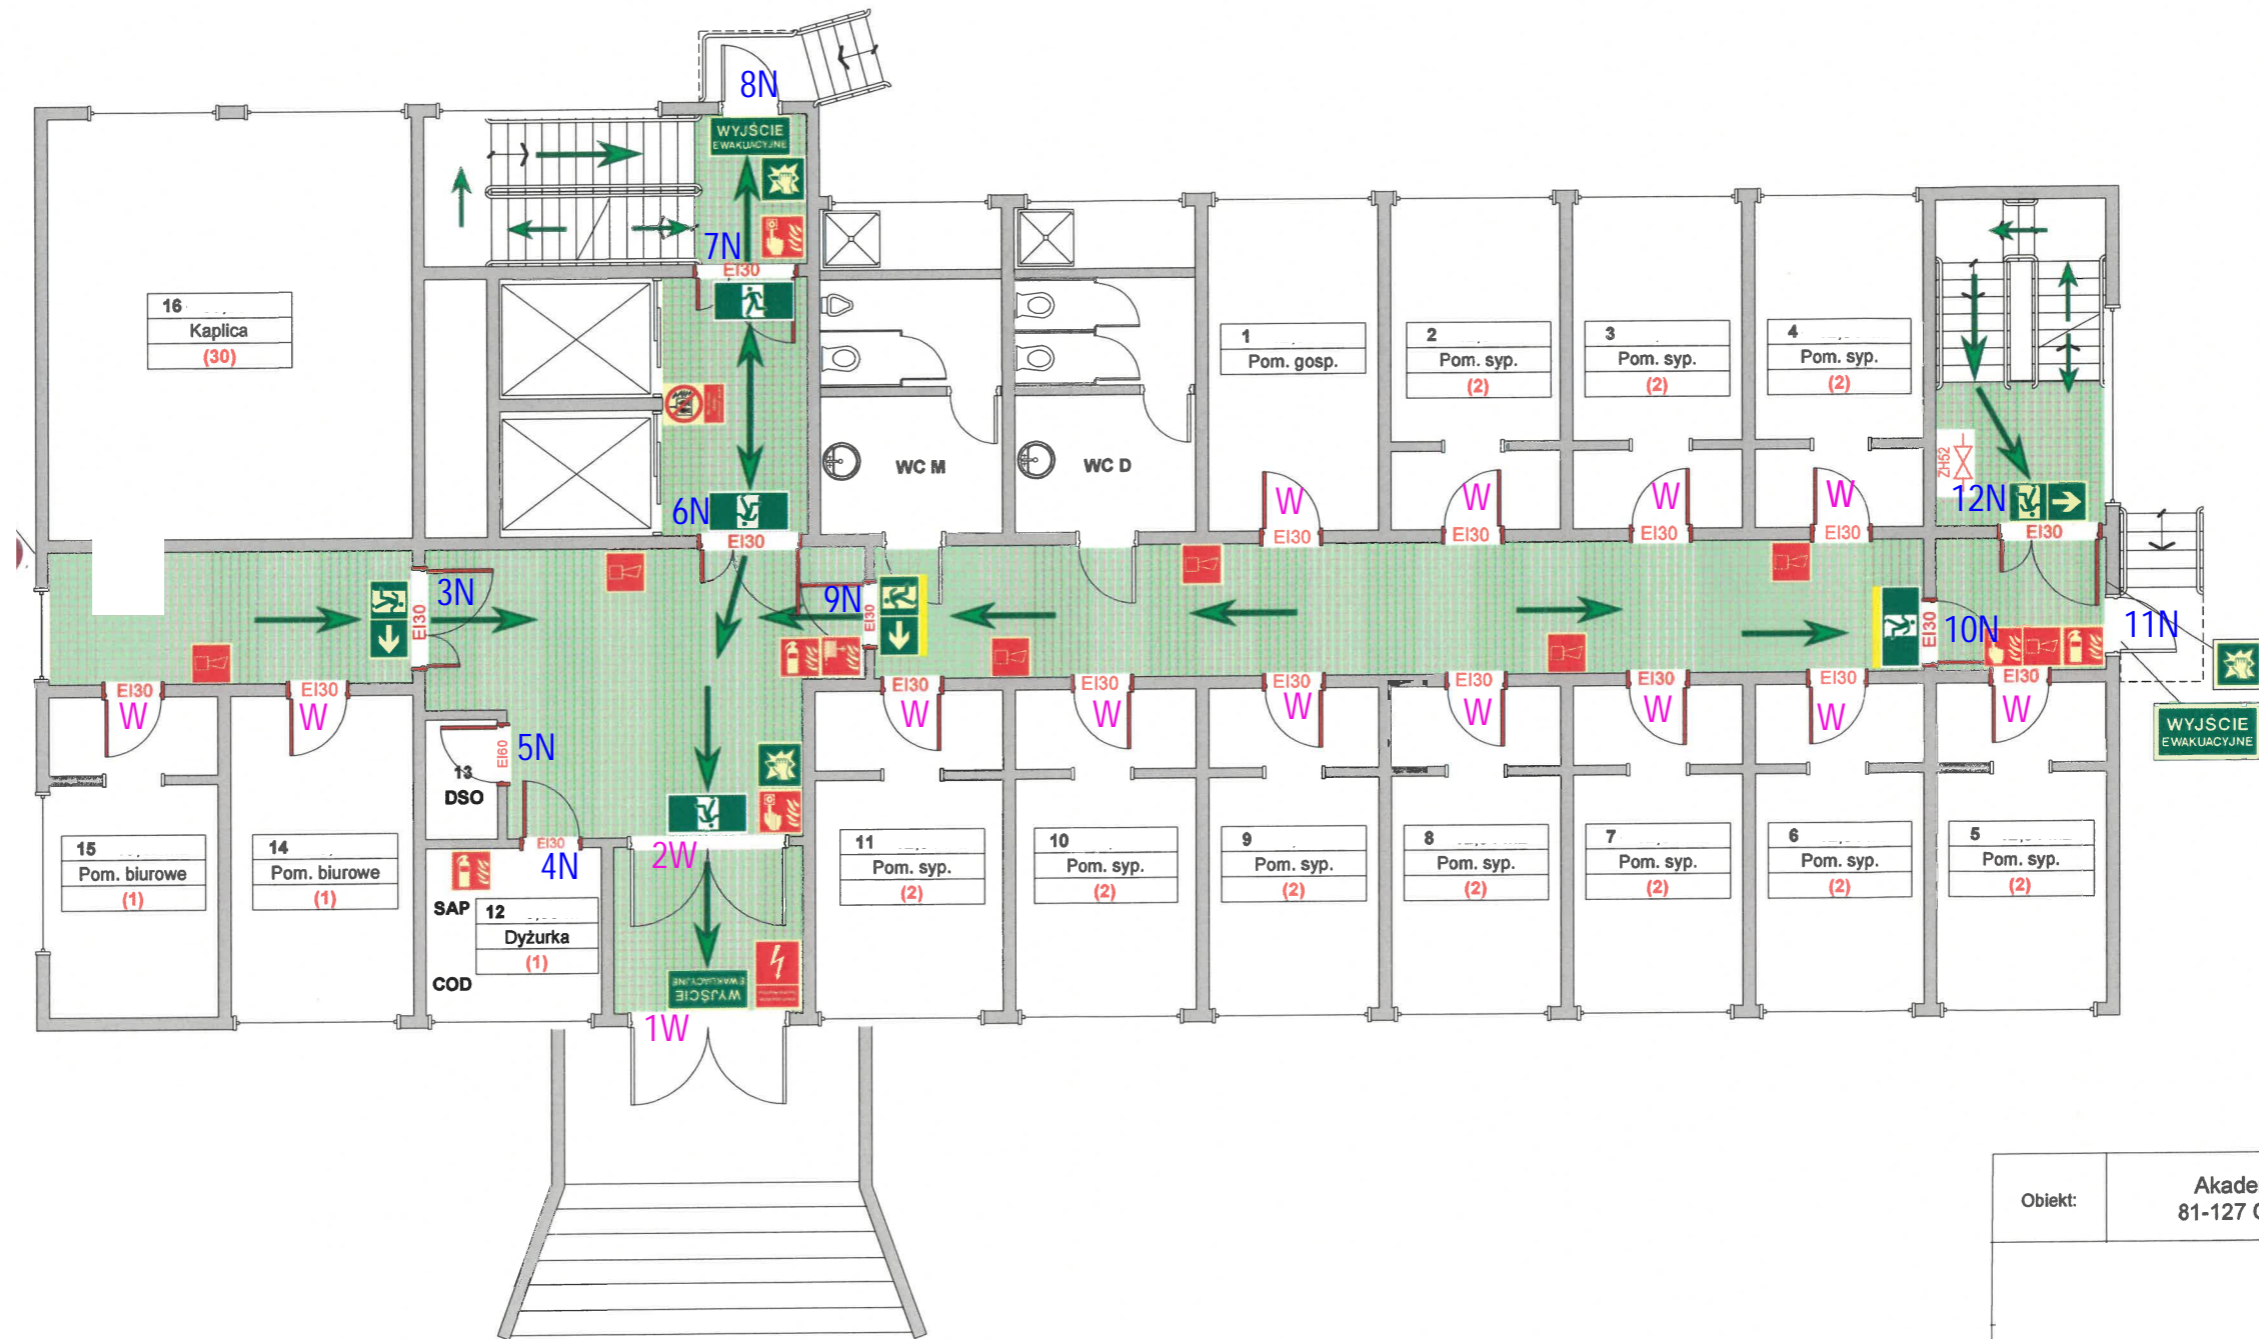 8N
WYJŚCIE
EWAKUACYJNE
7N
EI30
16
Kaplica
(30)
1
Pom. gosp.
2
Pom. syp.
(2)
3
Pom. syp.
(2)
4
Pom. syp.
(2)
WC M
WC D
ZH52
6N
EI30
W
EI30
W
EI30
W
EI30
W
EI30
12N
EI30
3N
EI30
9N
EI30
EI30
10N
11N
WYJŚCIE
EWAKUACYJNE
EI30
W
EI30
W
EI30
W
EI30
W
EI30
W
EI30
W
EI30
W
EI30
W
EI30
W
5N
EI60
13
DSO
15
Pom. biurowe
(1)
14
Pom. biurowe
(1)
EI30
4N
2W
SAP
12
Dyżurka
(1)
COD
11
Pom. syp.
(2)
10
Pom. syp.
(2)
9
Pom. syp.
(2)
8
Pom. syp.
(2)
7
Pom. syp.
(2)
6
Pom. syp.
(2)
5
Pom. syp.
(2)
WYJŚCIE
EWAKUACYJNE
1W
Obiekt:
Akade
81-127